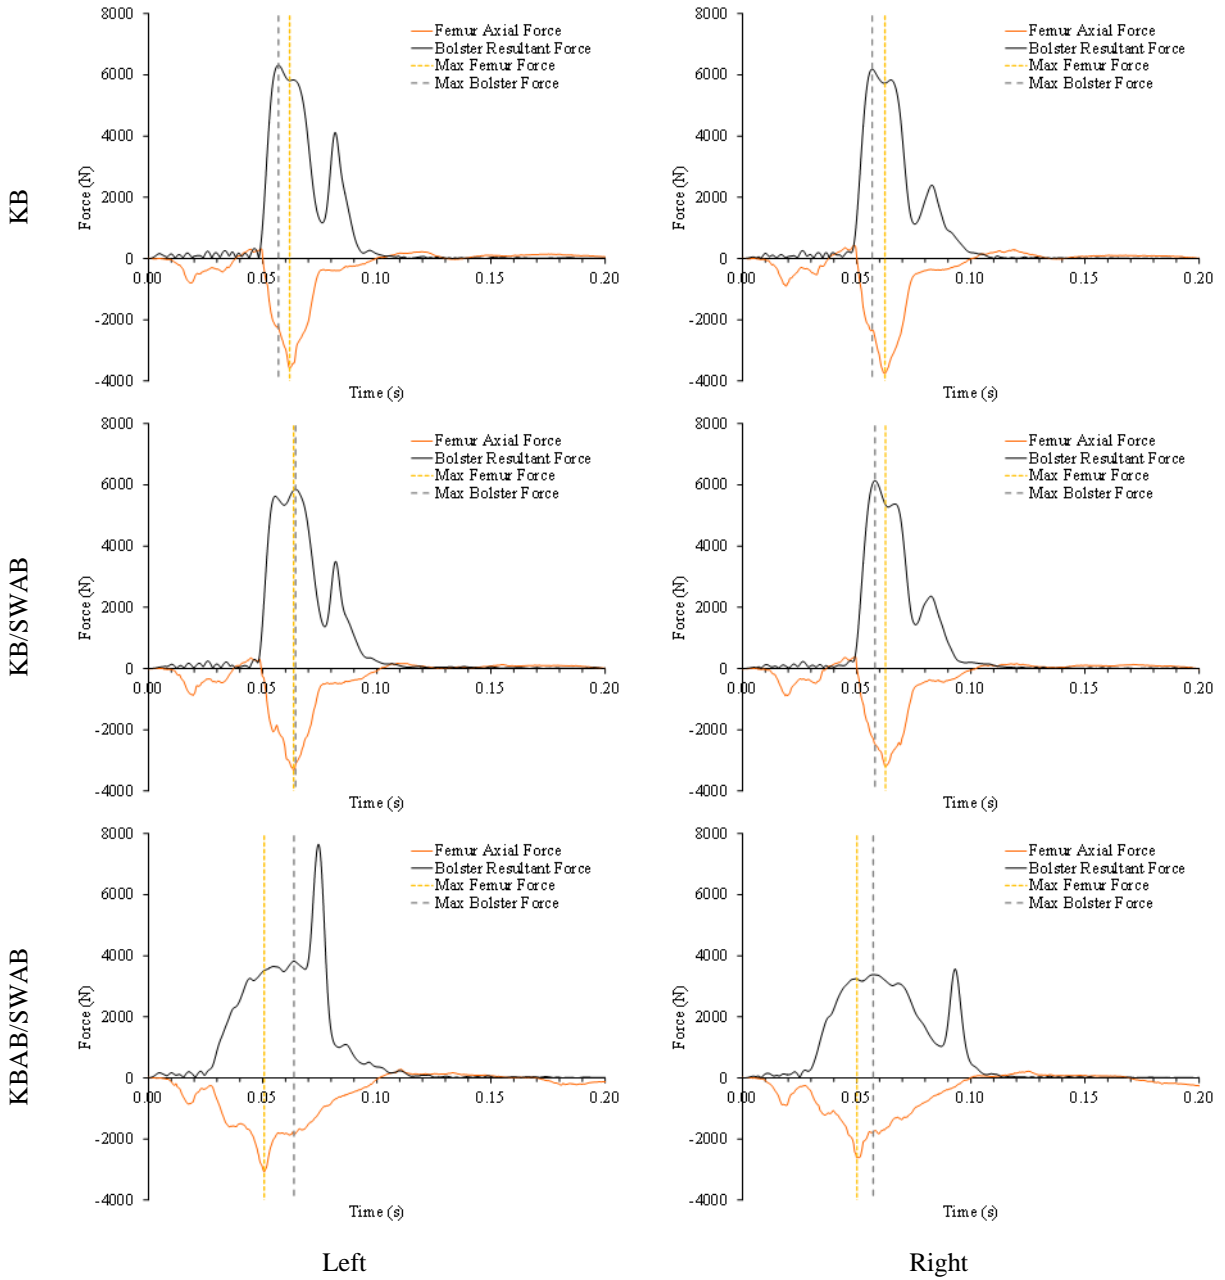 KB
8000
6000
4000
2000
0
-2000
-4000
Force (N)
0.00
0.05
0.10
0.15
0.20
Time (s)
Femur Axial Force
Bolster Resultant Force
Max Femur Force
Max Bolster Force
8000
6000
4000
2000
0
-2000
-4000
Force (N)
0.00
0.05
0.10
0.15
0.20
Time (s)
Femur Axial Force
Bolster Resultant Force
Max Femur Force
Max Bolster Force
KB/SWAB
8000
6000
4000
2000
0
-2000
-4000
Force (N)
0.00
0.05
0.10
0.15
0.20
Time (s)
Femur Axial Force
Bolster Resultant Force
Max Femur Force
Max Bolster Force
8000
6000
4000
2000
0
-2000
-4000
Force (N)
0.00
0.05
0.10
0.15
0.20
Time (s)
Femur Axial Force
Bolster Resultant Force
Max Femur Force
Max Bolster Force
KBAB/SWAB
8000
6000
4000
2000
0
-2000
-4000
Force (N)
0.00
0.05
0.10
0.15
0.20
Time (s)
Femur Axial Force
Bolster Resultant Force
Max Femur Force
Max Bolster Force
8000
6000
4000
2000
0
-2000
-4000
Force (N)
0.00
0.05
0.10
0.15
0.20
Time (s)
Femur Axial Force
Bolster Resultant Force
Max Femur Force
Max Bolster Force
Left
Right